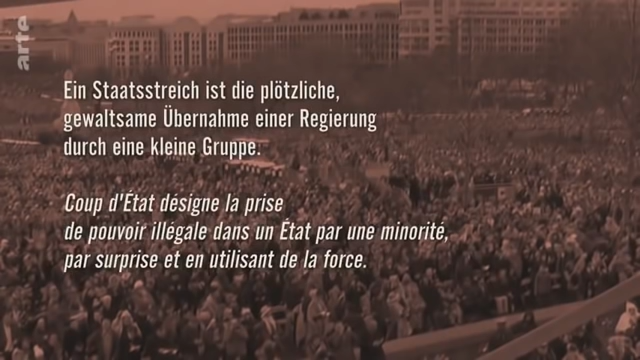 arte
Ein Staatsstreich ist die plötzliche,
gewaltsame Übernahme einer Regierung
durch eine kleine Gruppe.
Coup d'État désigne la prise
de pouvoir illégale dans un État par une minorité,
par surprise et en utilisant de la force.